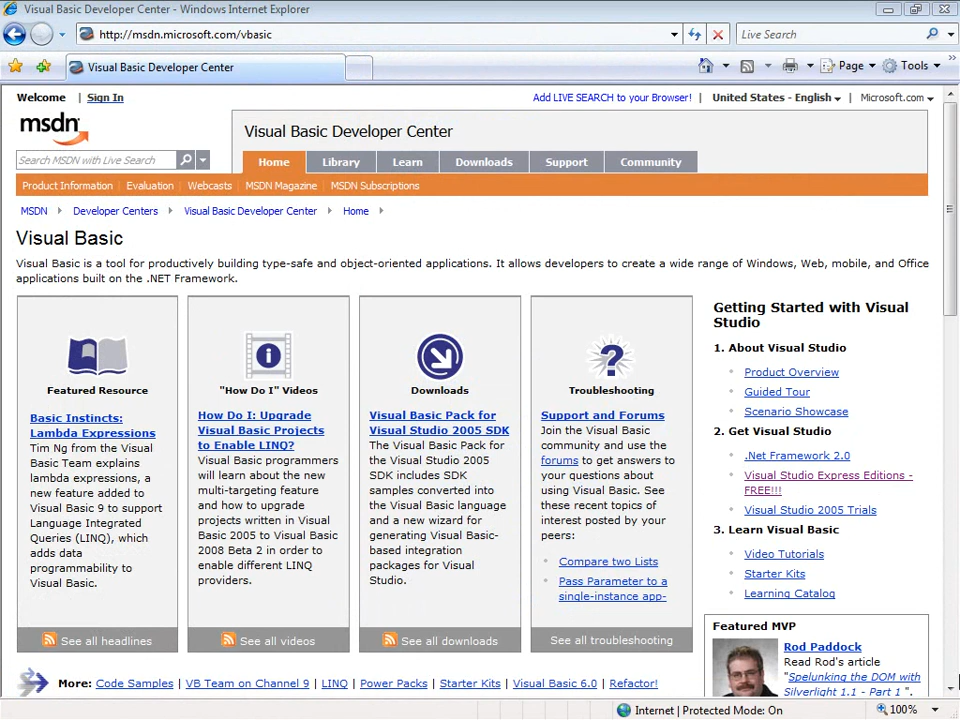 Visual Basic Developer Center - Windows Internet Explorer
http://msdn.microsoft.com/vbasic
Live Search
Visual Basic Developer Center
Page
Tools
Welcome | Sign In
Add LIVE SEARCH to your Browser! | United States - English | Microsoft.com
msdn
Visual Basic Developer Center
Search MSDN with Live Search
Home
Library
Learn
Downloads
Support
Community
Product Information | Evaluation | Webcasts | MSDN Magazine | MSDN Subscriptions
MSDN
Developer Centers
Visual Basic Developer Center
Home
Visual Basic
Visual Basic is a tool for productively building type-safe and object-oriented applications. It allows developers to create a wide range of Windows, Web, mobile, and Office
applications built on the .NET Framework.
Featured Resource
Basic Instincts:
Lambda Expressions
Tim Ng from the Visual
Basic Team explains
lambda expressions, a
new feature added to
Visual Basic 9 to support
Language Integrated
Queries (LINQ), which
adds data
programmability to
Visual Basic.
See all headlines
"How Do I" Videos
How Do I: Upgrade
Visual Basic Projects
to Enable LINQ?
Visual Basic programmers
will learn about the new
multi-targeting feature
and how to upgrade
projects written in Visual
Basic 2005 to Visual Basic
2008 Beta 2 in order to
enable different LINQ
providers.
See all videos
Downloads
Visual Basic Pack for
Visual Studio 2005 SDK
The Visual Basic Pack for
the Visual Studio 2005
SDK includes SDK
samples converted into
the Visual Basic language
and a new wizard for
generating Visual Basic-
based integration
packages for Visual
Studio.
See all downloads
Troubleshooting
Support and Forums
Join the Visual Basic
community and use the
forums to get answers to
your questions about
using Visual Basic. See
these recent topics of
interest posted by your
peers:
Compare two Lists
Pass Parameter to a
single-instance app-
See all troubleshooting
Getting Started with Visual
Studio
1. About Visual Studio
Product Overview
Guided Tour
Scenario Showcase
2. Get Visual Studio
.Net Framework 2.0
Visual Studio Express Editions -
FREE!!!
Visual Studio 2005 Trials
3. Learn Visual Basic
Video Tutorials
Starter Kits
Learning Catalog
Featured MVP
Rod Paddock
Read Rod's article
"Spelunking the DOM with
Silverlight 1.1 - Part 1 ".
More: Code Samples | VB Team on Channel 9 | LINQ | Power Packs | Starter Kits | Visual Basic 6.0 | Refactor!
Internet | Protected Mode: On
100%